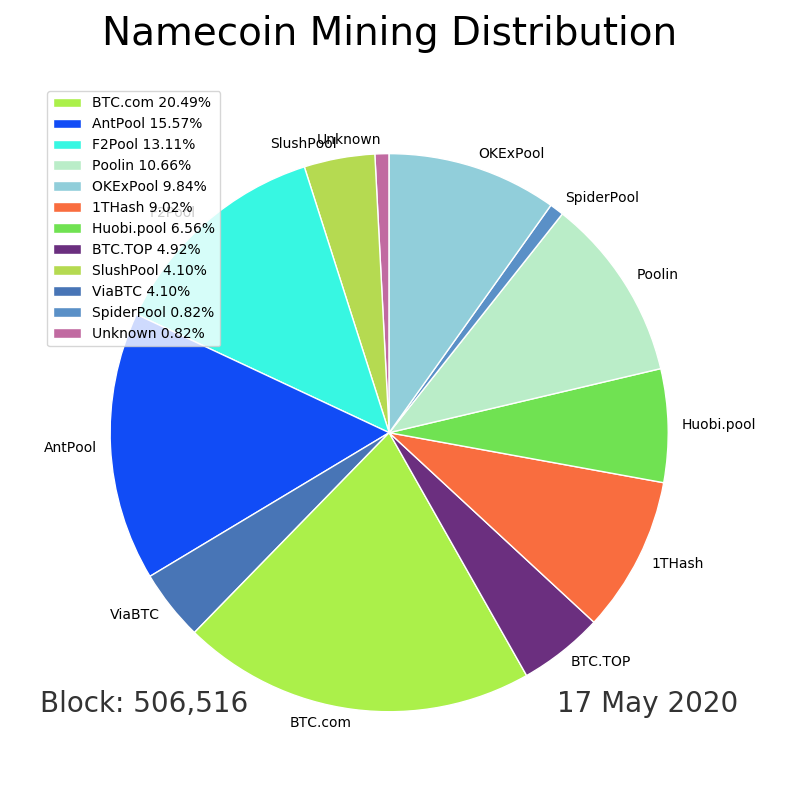 Namecoin Mining Distribution
BTC.com 20.49%
AntPool 15.57%
F2Pool 13.11%
Poolin 10.66%
OKExPool 9.84%
1THash 9.02%
Huobi.pool 6.56%
BTC.TOP 4.92%
SlushPool 4.10%
ViaBTC 4.10%
SpiderPool 0.82%
Unknown 0.82%
SlushPool
Unknown
OKExPool
SpiderPool
F2Pool
Poolin
Huobi.pool
AntPool
1THash
ViaBTC
BTC.TOP
BTC.com
Block: 506,516
17 May 2020